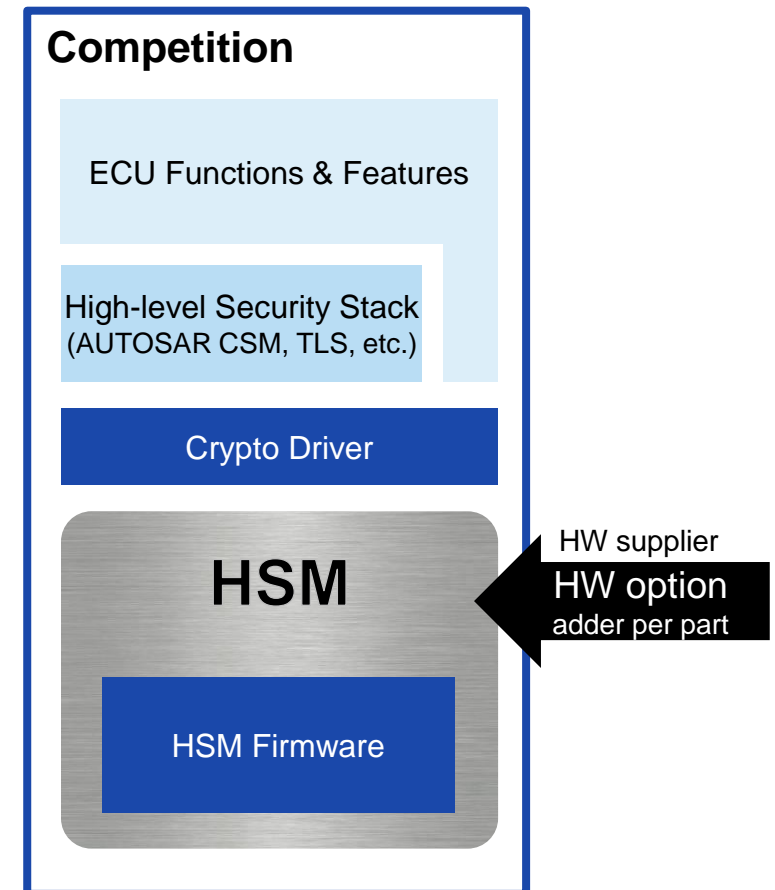 Competition
ECU Functions & Features
High-level Security Stack
(AUTOSAR CSM, TLS, etc.)
Crypto Driver
HSM
HW supplier
HW option
adder per part
HSM Firmware